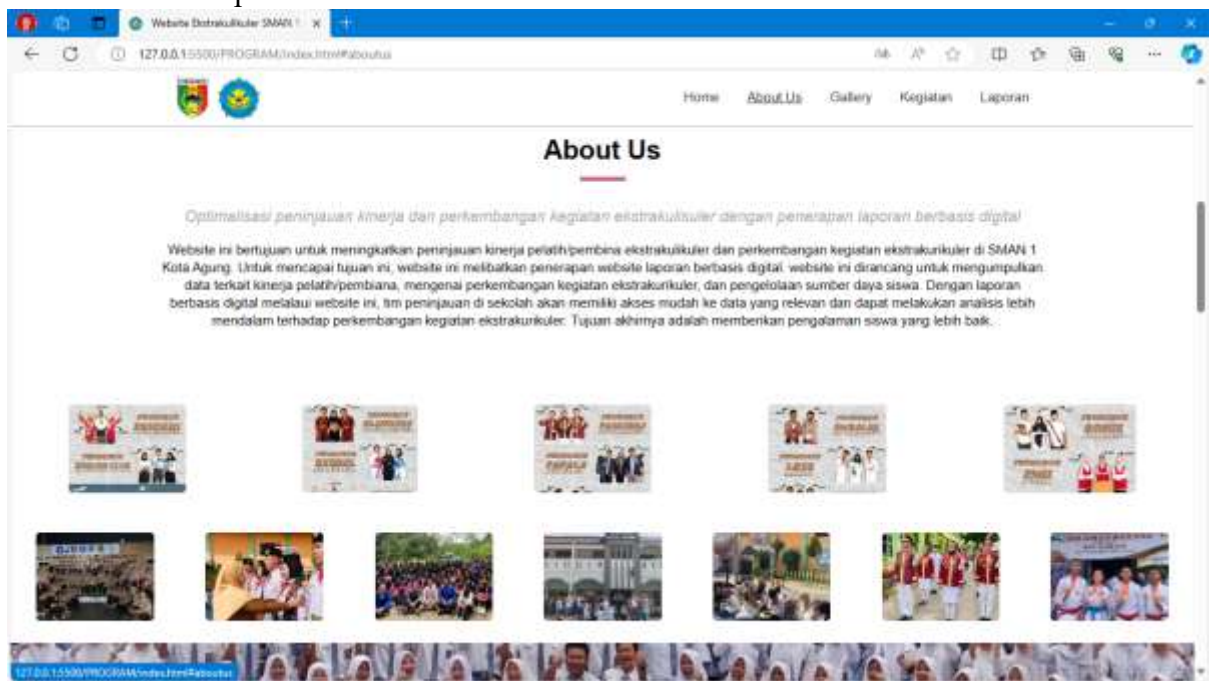 Website Ekstrakulikuler SMAN 1
127.0.0.1:5500/PROGRAM/index.html#aboutus
Home About Us Gallery Kegiatan Laporan
About Us
Optimalisasi peninjauan kinerja dan perkembangan kegiatan ekstrakulikuler dengan penerapan laporan berbasis digital
Website ini bertujuan untuk meningkatkan peninjauan kinerja pelatih/pembina ekstrakulikuler dan perkembangan kegiatan ekstrakurikuler di SMAN 1
Kota Agung. Untuk mencapai tujuan ini, website ini melibatkan penerapan website laporan berbasis digital. website ini dirancang untuk mengumpulkan
data terkait kinerja pelatih/pembiana, mengenai perkembangan kegiatan ekstrakurikuler, dan pengelolaan sumber daya siswa. Dengan laporan
berbasis digital melalaui website ini, tim peninjauan di sekolah akan memiliki akses mudah ke data yang relevan dan dapat melakukan analisis lebih
mendalam terhadap perkembangan kegiatan ekstrakurikuler. Tujuan akhirnya adalah memberikan pengalaman siswa yang lebih baik.
127.0.0.1:5500/PROGRAM/index.html#aboutus